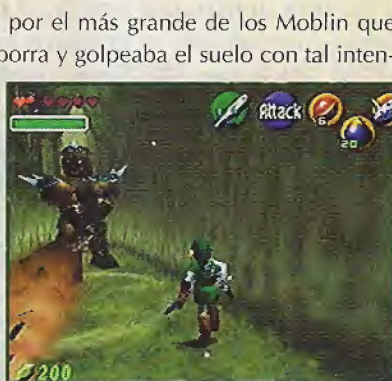 por el más grande de los Moblin que
porra y golpeaba el suelo con tal inten-
Attack
6
20
200